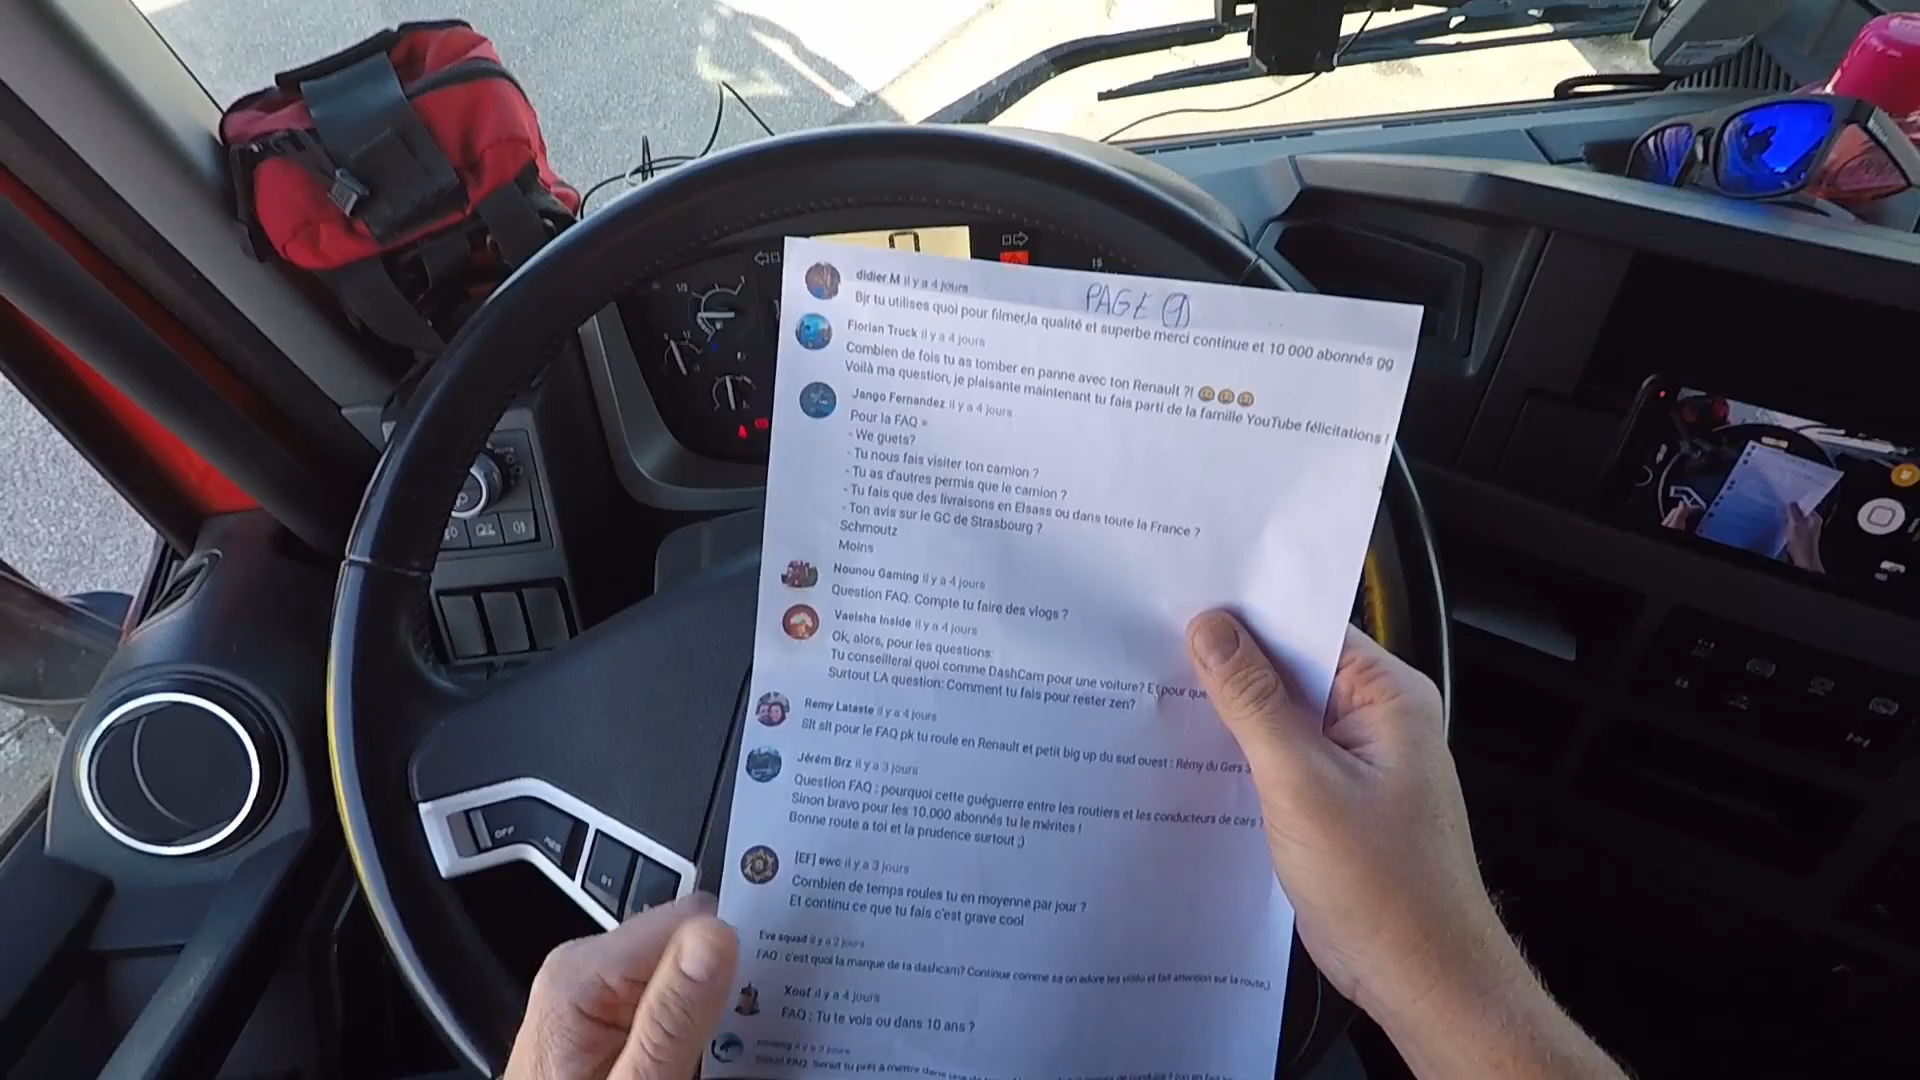 didier M il y a 4 jours
PAGE 1
Bjr tu utilises quoi pour filmer,la qualité et superbe merci continue et 10 000 abonnés gg
Florian Truck il y a 4 jours
Combien de fois tu as tomber en panne avec ton Renault ?! 
Voilà ma question, je plaisante maintenant tu fais parti de la famille YouTube félicitations !
Jango Fernandez il y a 4 jours
Pour la FAQ =
- We guets?
- Tu nous fais visiter ton camion ?
- Tu as d'autres permis que le camion ?
- Tu fais que des livraisons en Elsass ou dans toute la France ?
- Ton avis sur le GC de Strasbourg ?
Schmoutz
Moins
Nounou Gaming il y a 4 jours
Question FAQ: Compte tu faire des vlogs ?
Vaelsha Inside il y a 4 jours
Ok, alors, pour les questions:
Tu conseillerai quoi comme DashCam pour une voiture? Et pour
Surtout LA question: Comment tu fais pour rester zen?
Remy Lataste il y a 4 jours
Slt slt pour le FAQ pk tu roule en Renault et petit big up du sud ouest : Rémy du Gers
Jérém Brz il y a 3 jours
Question FAQ : pourquoi cette guéguerre entre les routiers et les conducteurs de cars ?
Sinon bravo pour les 10.000 abonnés tu le mérites !
Bonne route a toi et la prudence surtout ;)
[EF] ewc il y a 3 jours
Combien de temps roules tu en moyenne par jour ?
Et continu ce que tu fais c'est grave cool
Eve squad il y a 2 jours
FAQ : c'est quoi la marque de ta dashcam? Continue comme sa on adore tes vidéo et fait attention sur la route;)
Xoof il y a 4 jours
FAQ : Tu te vois ou dans 10 ans ?
il y a 3 jours
OFF